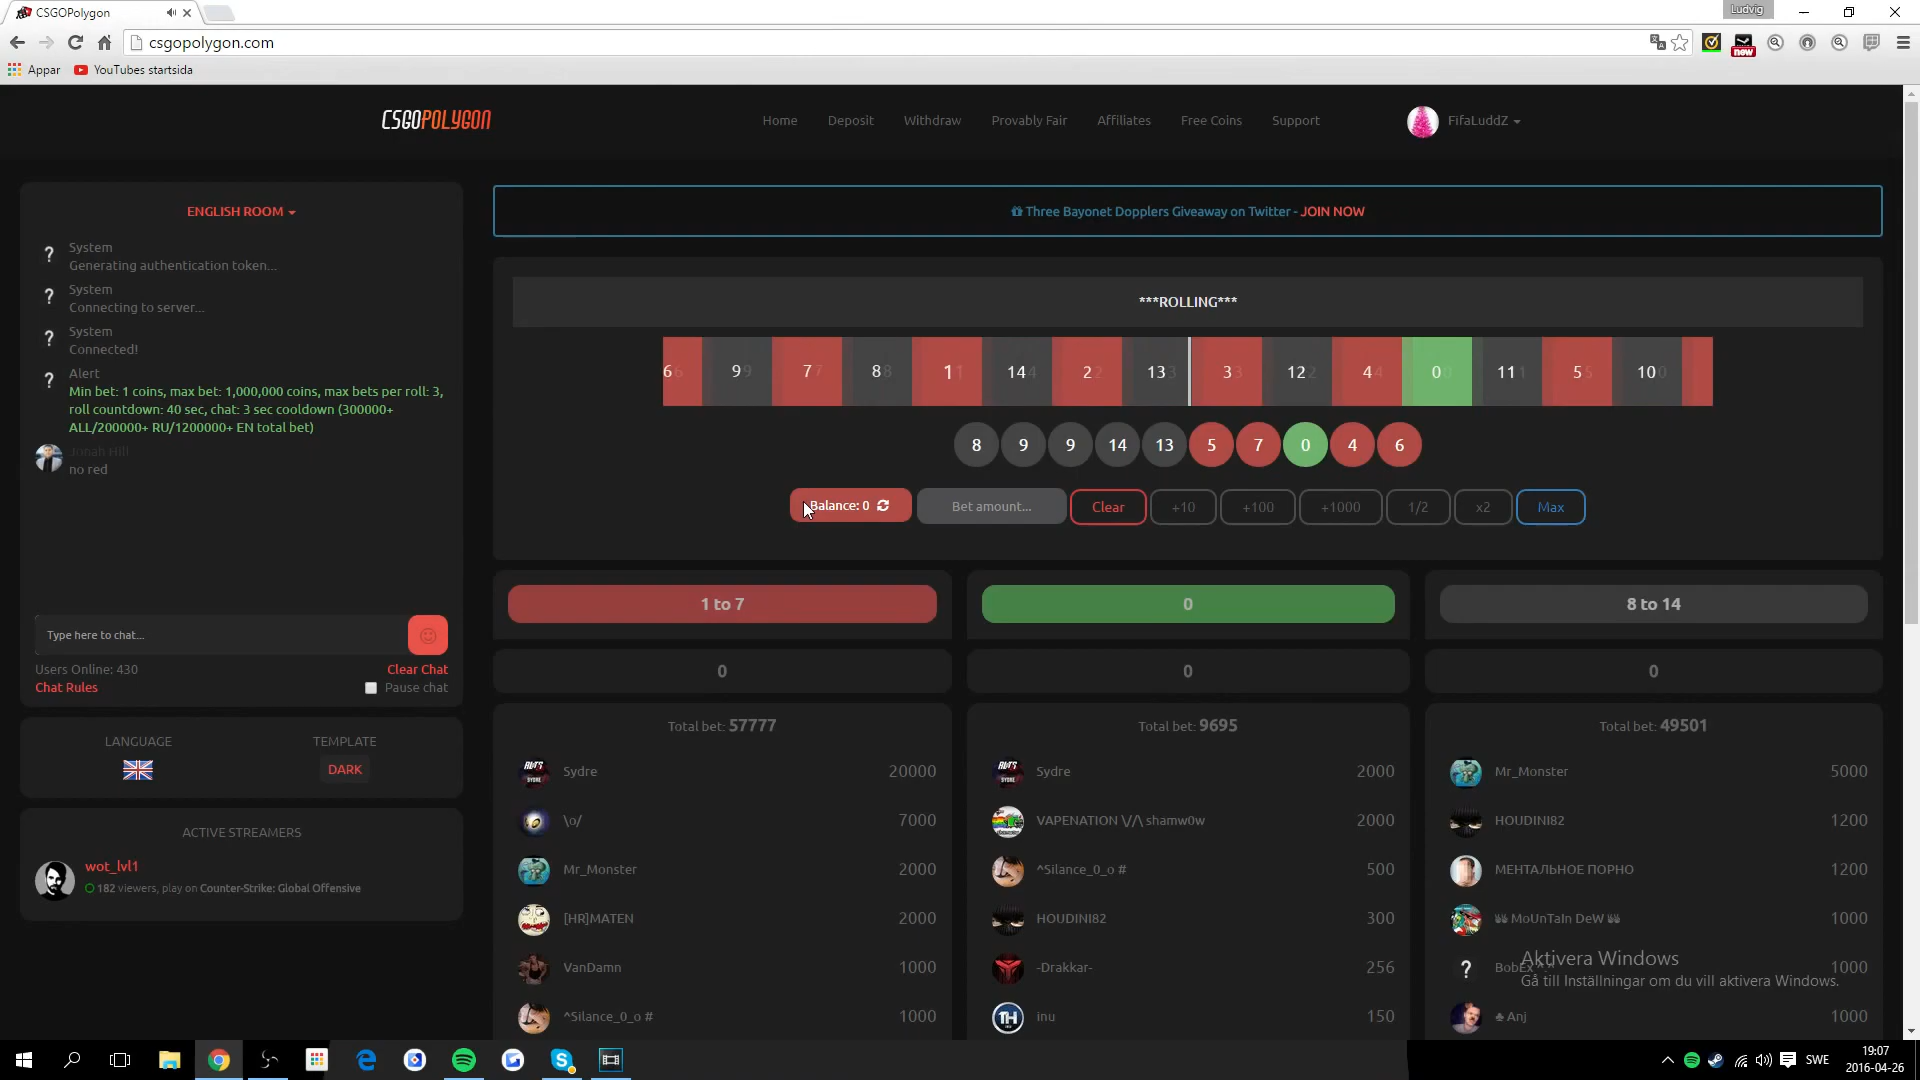 CSGOPolygon
Ludvig
csgopolygon.com
new
Appar
YouTubes startsida
CSGOPOLYGON
Home
Deposit
Withdraw
Provably Fair
Affiliates
Free Coins
Support
FifaLuddZ
ENGLISH ROOM
? System
Generating authentication token...
? System
Connecting to server...
? System
Connected!
? Alert
Min bet: 1 coins, max bet: 1,000,000 coins, max bets per roll: 3,
roll countdown: 40 sec, chat: 3 sec cooldown (300000+
ALL/200000+ RU/1200000+ EN total bet)
Jonah Hill
no red
Type here to chat...
Users Online: 430
Clear Chat
Chat Rules
Pause chat
LANGUAGE
TEMPLATE
DARK
ACTIVE STREAMERS
wot_lvl1
182 viewers, play on Counter-Strike: Global Offensive
Three Bayonet Dopplers Giveaway on Twitter - JOIN NOW
***ROLLING***
6 9 7 8 1 14 2 13 3 12 4 0 11 5 10
8 9 9 14 13 5 7 0 4 6
Balance: 0
Bet amount...
Clear
+10
+100
+1000
1/2
x2
Max
1 to 7
0
Total bet: 57777
Sydre 20000
\o/ 7000
Mr_Monster 2000
[HR]MATEN 2000
VanDamn 1000
^Silance_0_o # 1000
0
0
Total bet: 9695
Sydre 2000
VAPENATION \//\ shamw0w 2000
^Silance_0_o # 500
HOUDINI82 300
-Drakkar- 256
inu 150
8 to 14
0
Total bet: 49501
Mr_Monster 5000
HOUDINI82 1200
МЕНТАЛЬНОЕ ПОРНО 1200
MoUnTaIn DeW 1000
1000
♣ Anj 1000
Aktivera Windows
Gå till Inställningar om du vill aktivera Windows.
SWE
19:07
2016-04-26